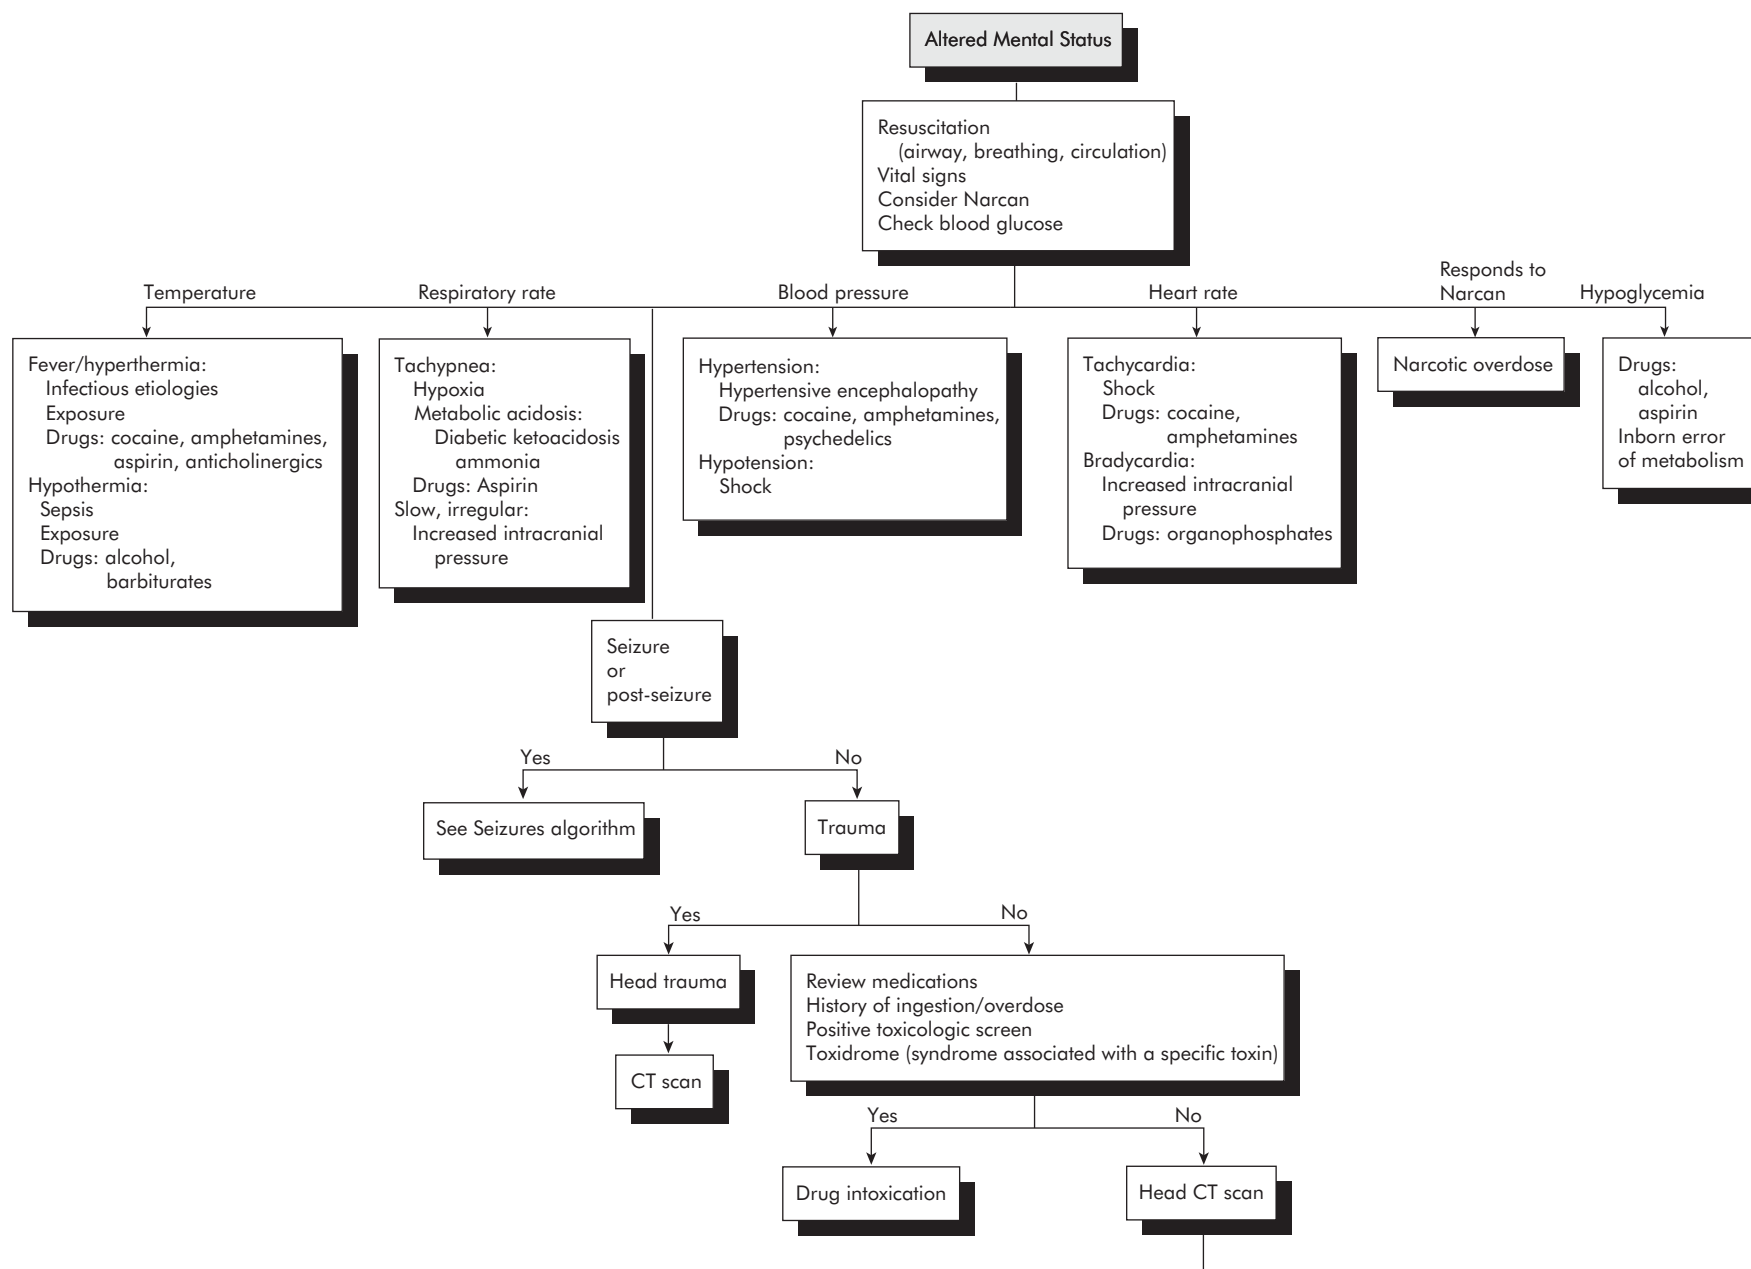 Altered Mental Status
Resuscitation
(airway, breathing, circulation)
Vital signs
Consider Narcan
Check blood glucose
Temperature
Respiratory rate
Blood pressure
Heart rate
Responds to
Narcan
Hypoglycemia
Fever/hyperthermia:
Infectious etiologies
Exposure
Drugs: cocaine, amphetamines,
aspirin, anticholinergics
Hypothermia:
Sepsis
Exposure
Drugs: alcohol,
barbiturates
Tachypnea:
Hypoxia
Metabolic acidosis:
Diabetic ketoacidosis
ammonia
Drugs: Aspirin
Slow, irregular:
Increased intracranial
pressure
Hypertension:
Hypertensive encephalopathy
Drugs: cocaine, amphetamines,
psychedelics
Hypotension:
Shock
Tachycardia:
Shock
Drugs: cocaine,
amphetamines
Bradycardia:
Increased intracranial
pressure
Drugs: organophosphates
Narcotic overdose
Drugs:
alcohol,
aspirin
Inborn error
of metabolism
Seizure
or
post-seizure
Yes
No
See Seizures algorithm
Trauma
Yes
No
Head trauma
CT scan
Review medications
History of ingestion/overdose
Positive toxicologic screen
Toxidrome (syndrome associated with a specific toxin)
Yes
No
Drug intoxication
Head CT scan